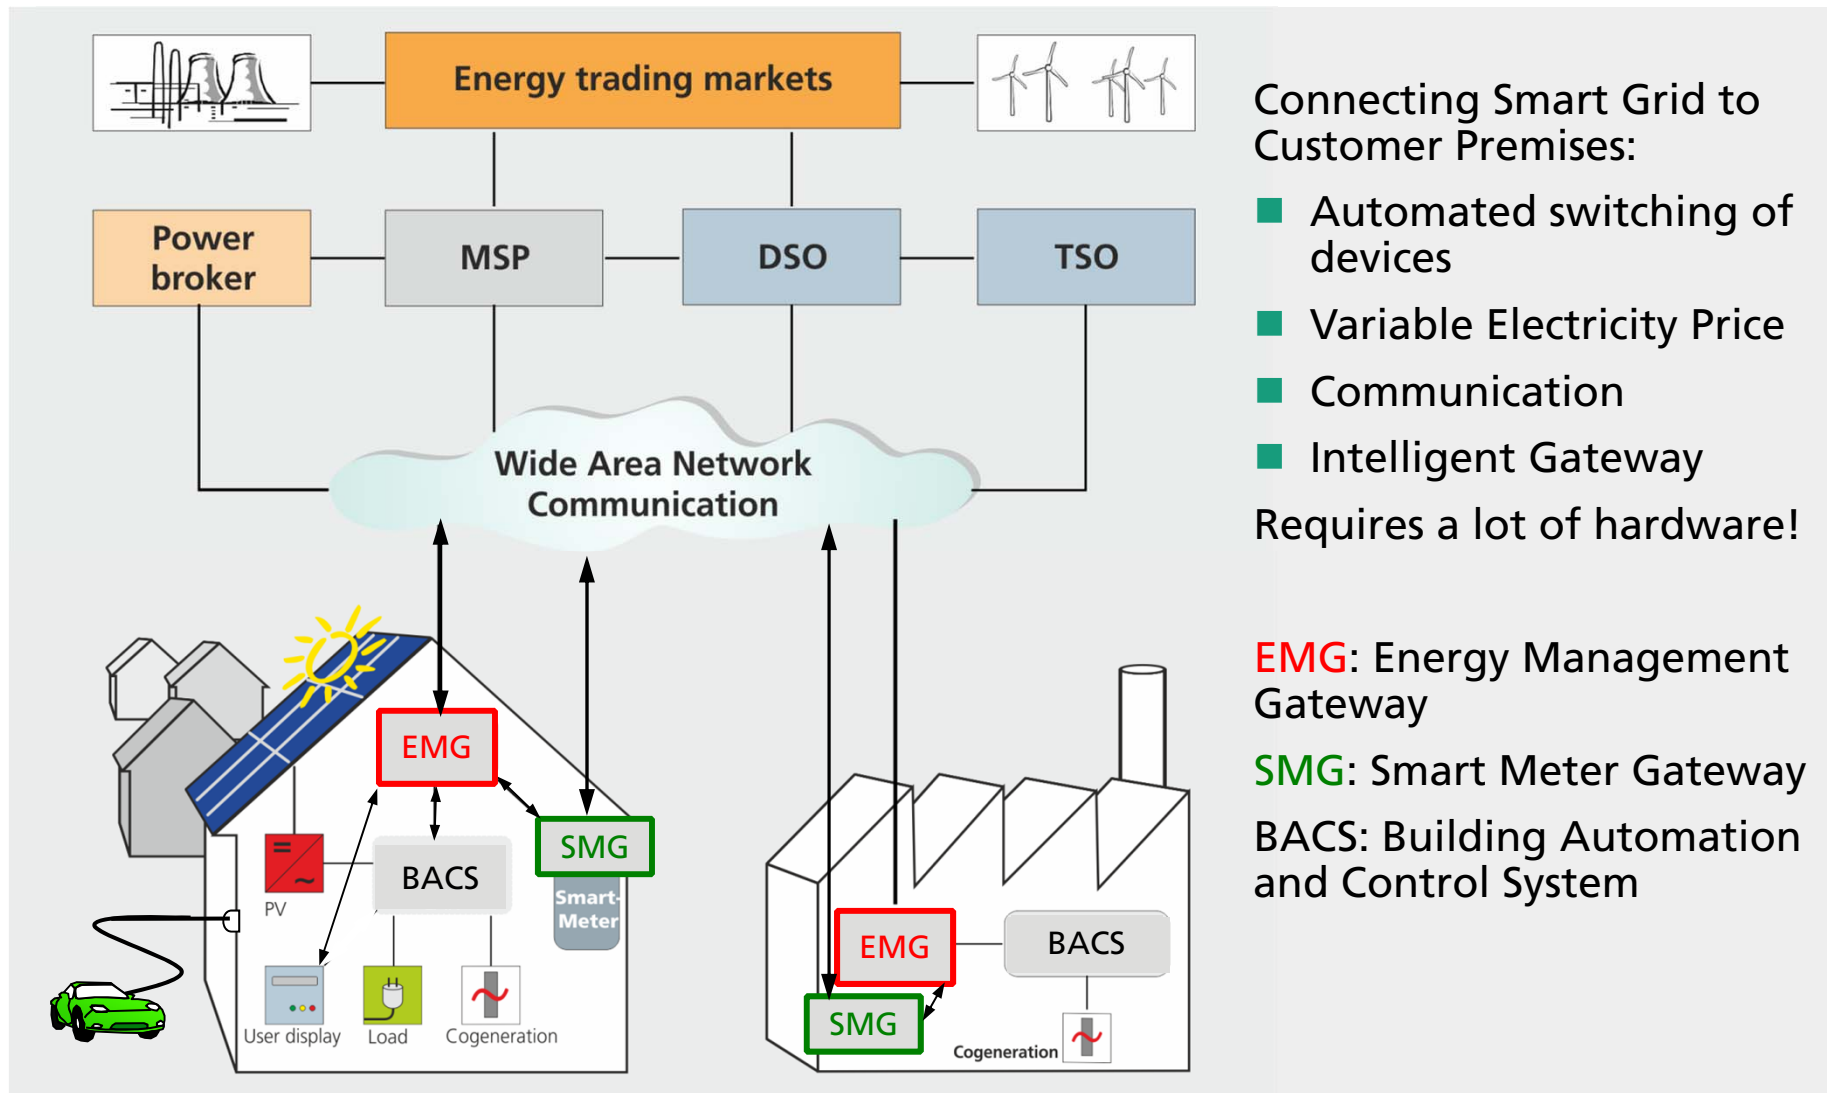 Energy trading markets
Power
broker
MSP
DSO
TSO
Wide Area Network
Communication
EMG
SMG
BACS
Smart-
Meter
PV
User display
Load
Cogeneration
EMG
BACS
SMG
Cogeneration
Connecting Smart Grid to
Customer Premises:
Automated switching of
devices
Variable Electricity Price
Communication
Intelligent Gateway
Requires a lot of hardware!
EMG: Energy Management
Gateway
SMG: Smart Meter Gateway
BACS: Building Automation
and Control System